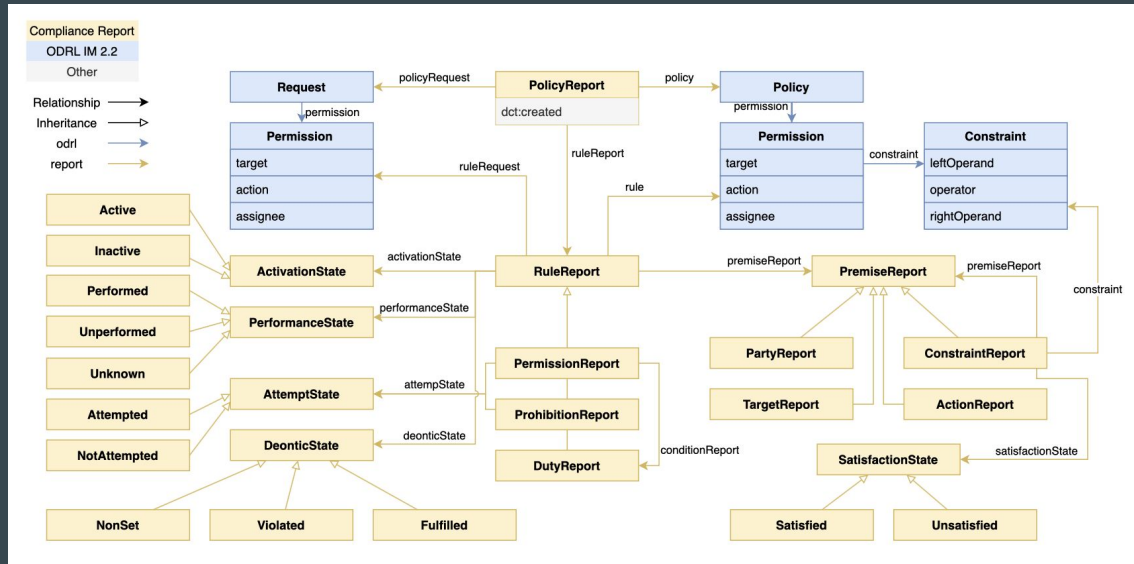 Compliance Report
ODRL IM 2.2
Other
Relationship
Inheritance
odrl
report
Request
policyRequest
PolicyReport
dct:created
policy
Policy
permission
permission
Permission
target
action
assignee
ruleRequest
ruleReport
rule
Permission
target
action
assignee
constraint
Constraint
leftOperand
operator
rightOperand
Active
Inactive
Performed
Unperformed
Unknown
Attempted
NotAttempted
ActivationState
PerformanceState
AttemptState
DeonticState
activationState
performanceState
attempState
deonticState
RuleReport
PermissionReport
ProhibitionReport
DutyReport
conditionReport
premiseReport
PremiseReport
premiseReport
constraint
PartyReport
ConstraintReport
TargetReport
ActionReport
SatisfactionState
satisfactionState
NonSet
Violated
Fulfilled
Satisfied
Unsatisfied